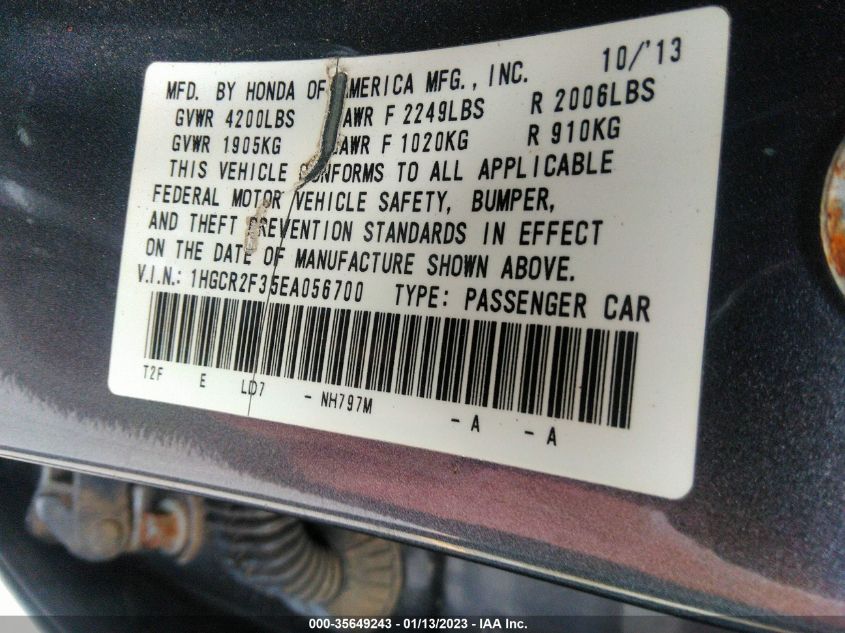 MFD. BY HONDA OF AMERICA MFG., INC. 10/'13
GVWR 4200LBS GAWR F 2249LBS R 2006LBS
GVWR 1905KG GAWR F 1020KG R 910KG
THIS VEHICLE CONFORMS TO ALL APPLICABLE
FEDERAL MOTOR VEHICLE SAFETY, BUMPER,
AND THEFT PREVENTION STANDARDS IN EFFECT
ON THE DATE OF MANUFACTURE SHOWN ABOVE.
V.I.N.: 1HGCR2F35EA056700 TYPE: PASSENGER CAR
T2F E LD7 - NH797M - A - A
000-35649243 - 01/13/2023 - IAA Inc.